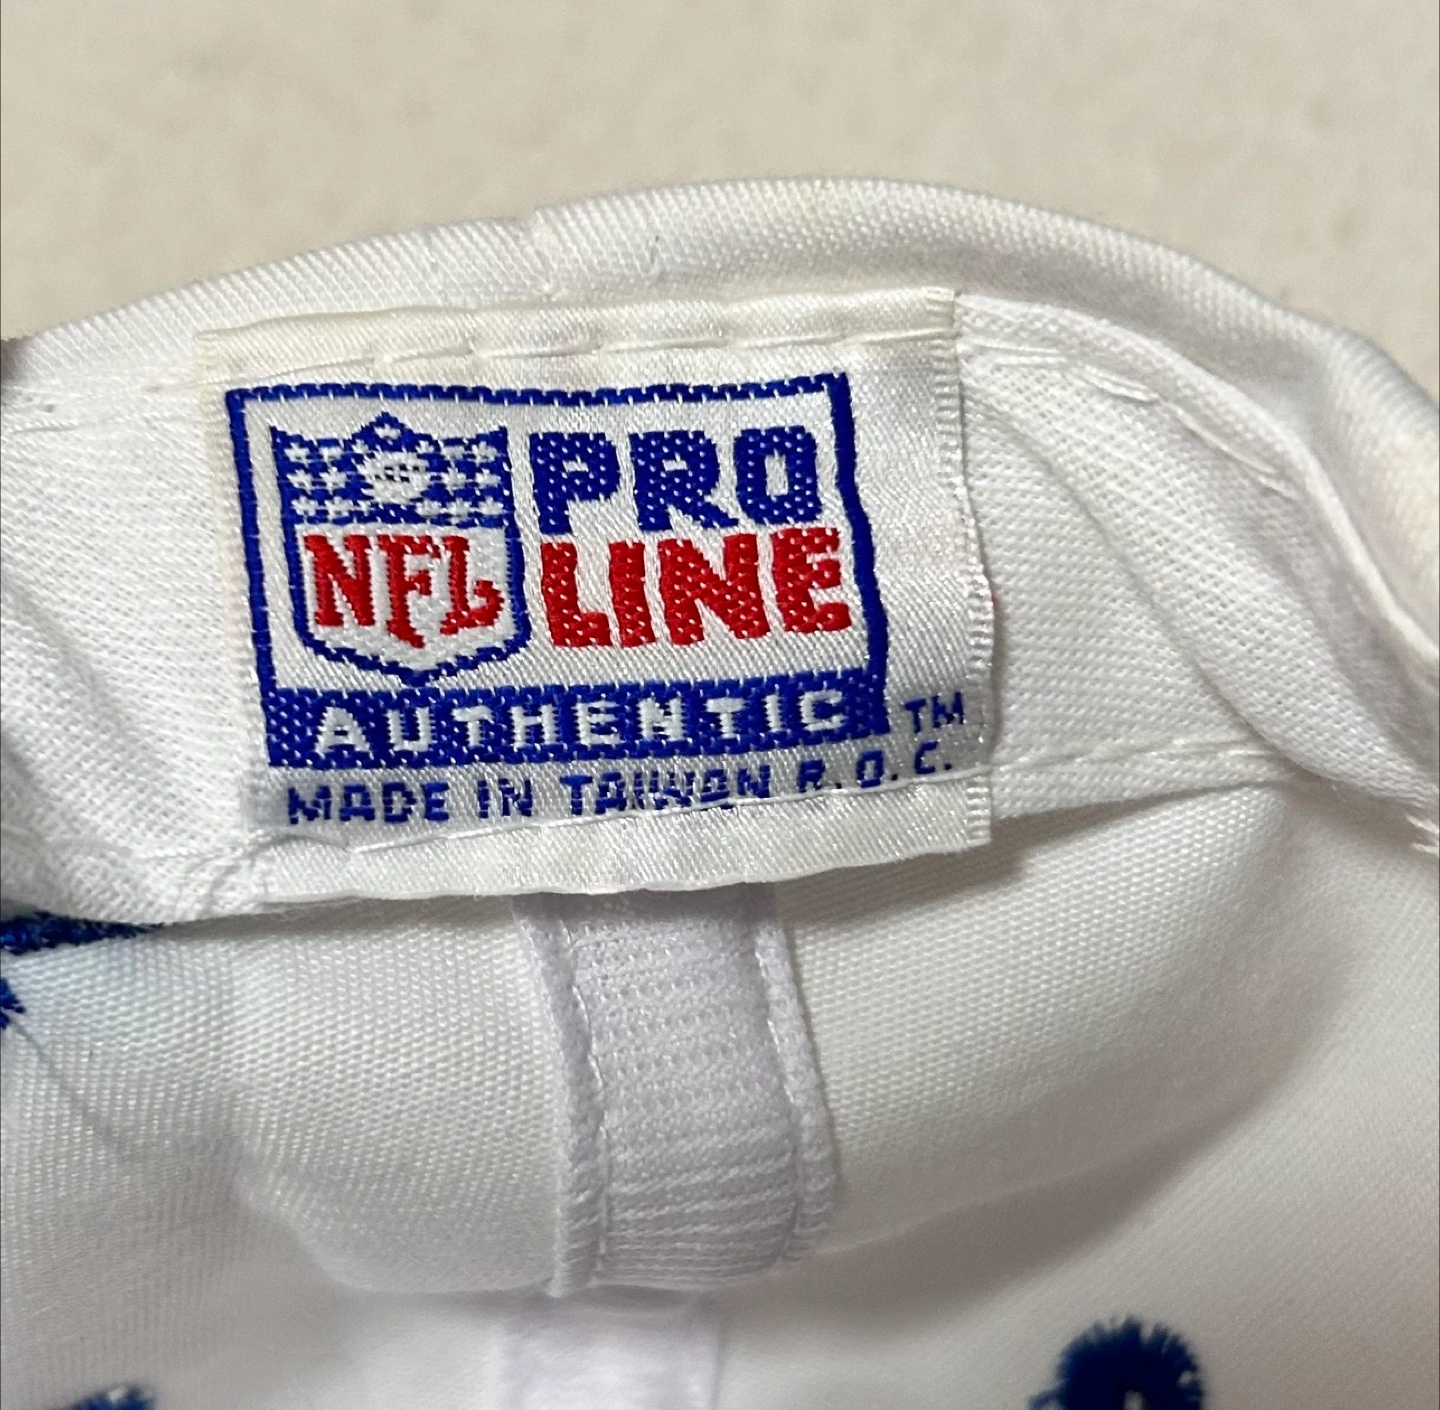 NFL
PRO
LINE
AUTHENTIC
TM
MADE IN TAIWAN R.O.C.